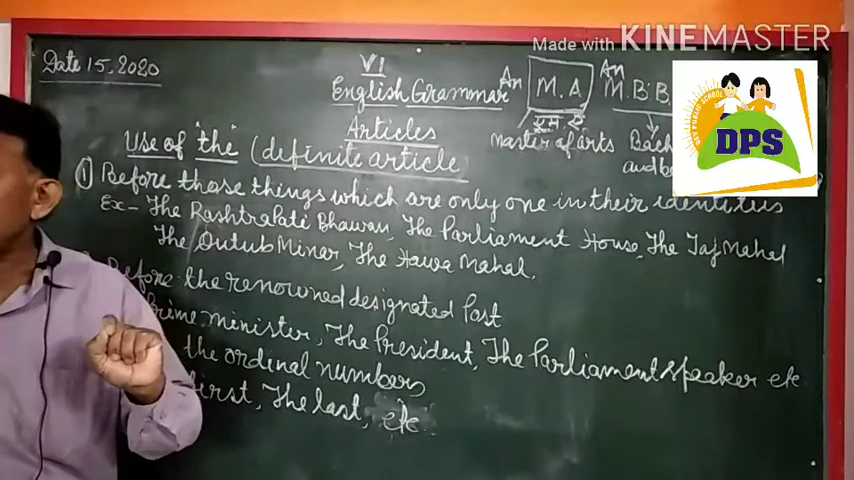 Made with KINEMASTER
Date 15.2020
VI
English Grammar
An M.A
An M.B.B.
एम ए
Master of Arts
DPS
Articles
Use of "the" (definite article
① Before those things which are only one in their identities
Ex- The Rashtralati Bhawan, The Parliament House, The Taj Mahal
The Qutub Minar, The Hawa Mahal,
Before the renowned designated Post
Prime minister, The President, The Parliament speaker etc
the ordinal numbers
first, The last, etc